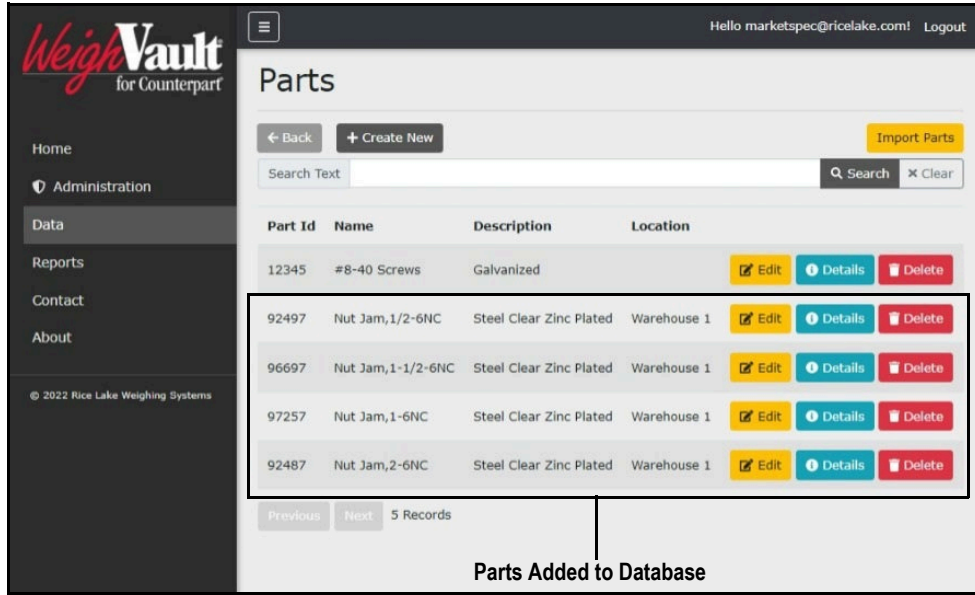 WeighVault
for Counterpart®
Hello marketspec@ricelake.com! Logout
Parts
Back + Create New Import Parts
Search Text Search × Clear
Home
Administration
Data
Reports
Contact
About
© 2022 Rice Lake Weighing Systems
Part Id Name Description Location
12345 #8-40 Screws Galvanized Edit Details Delete
92497 Nut Jam,1/2-6NC Steel Clear Zinc Plated Warehouse 1 Edit Details Delete
96697 Nut Jam,1-1/2-6NC Steel Clear Zinc Plated Warehouse 1 Edit Details Delete
97257 Nut Jam,1-6NC Steel Clear Zinc Plated Warehouse 1 Edit Details Delete
92487 Nut Jam,2-6NC Steel Clear Zinc Plated Warehouse 1 Edit Details Delete
Previous Next 5 Records
Parts Added to Database